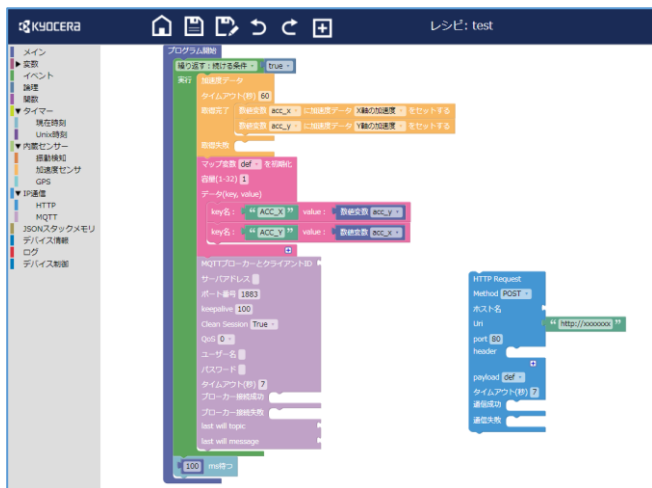 KYOCERA
レシピ: test
メイン
変数
イベント
論理
関数
タイマー
現在時刻
Unix時刻
内蔵センサー
振動検知
加速度センサ
GPS
IP通信
HTTP
MQTT
JSONスタックメモリ
デバイス情報
ログ
デバイス制御
プログラム開始
繰り返す：続ける条件 true
実行 加速度データ
タイムアウト(秒) 60
取得完了 数値変数 acc_x に加速度データ X軸の加速度 をセットする
数値変数 acc_y に加速度データ Y軸の加速度 をセットする
取得失敗
マップ変数 def を初期化
容量(1-32) 1
データ(key, value)
key名： “ ACC_X ” value： 数値変数 acc_y
key名： “ ACC_Y ” value： 数値変数 acc_x
MQTTブローカーとクライアントID
サーバアドレス
ポート番号 1883
keepalive 100
Clean Session True
QoS 0
ユーザー名
パスワード
タイムアウト(秒) 7
ブローカー接続成功
ブローカー接続失敗
last will topic
last will message
100 ms待つ
HTTP Request
Method POST
ホスト名
Uri “ http://xxxxxxx ”
port 80
header
payload def
タイムアウト(秒) 7
通信成功
通信失敗